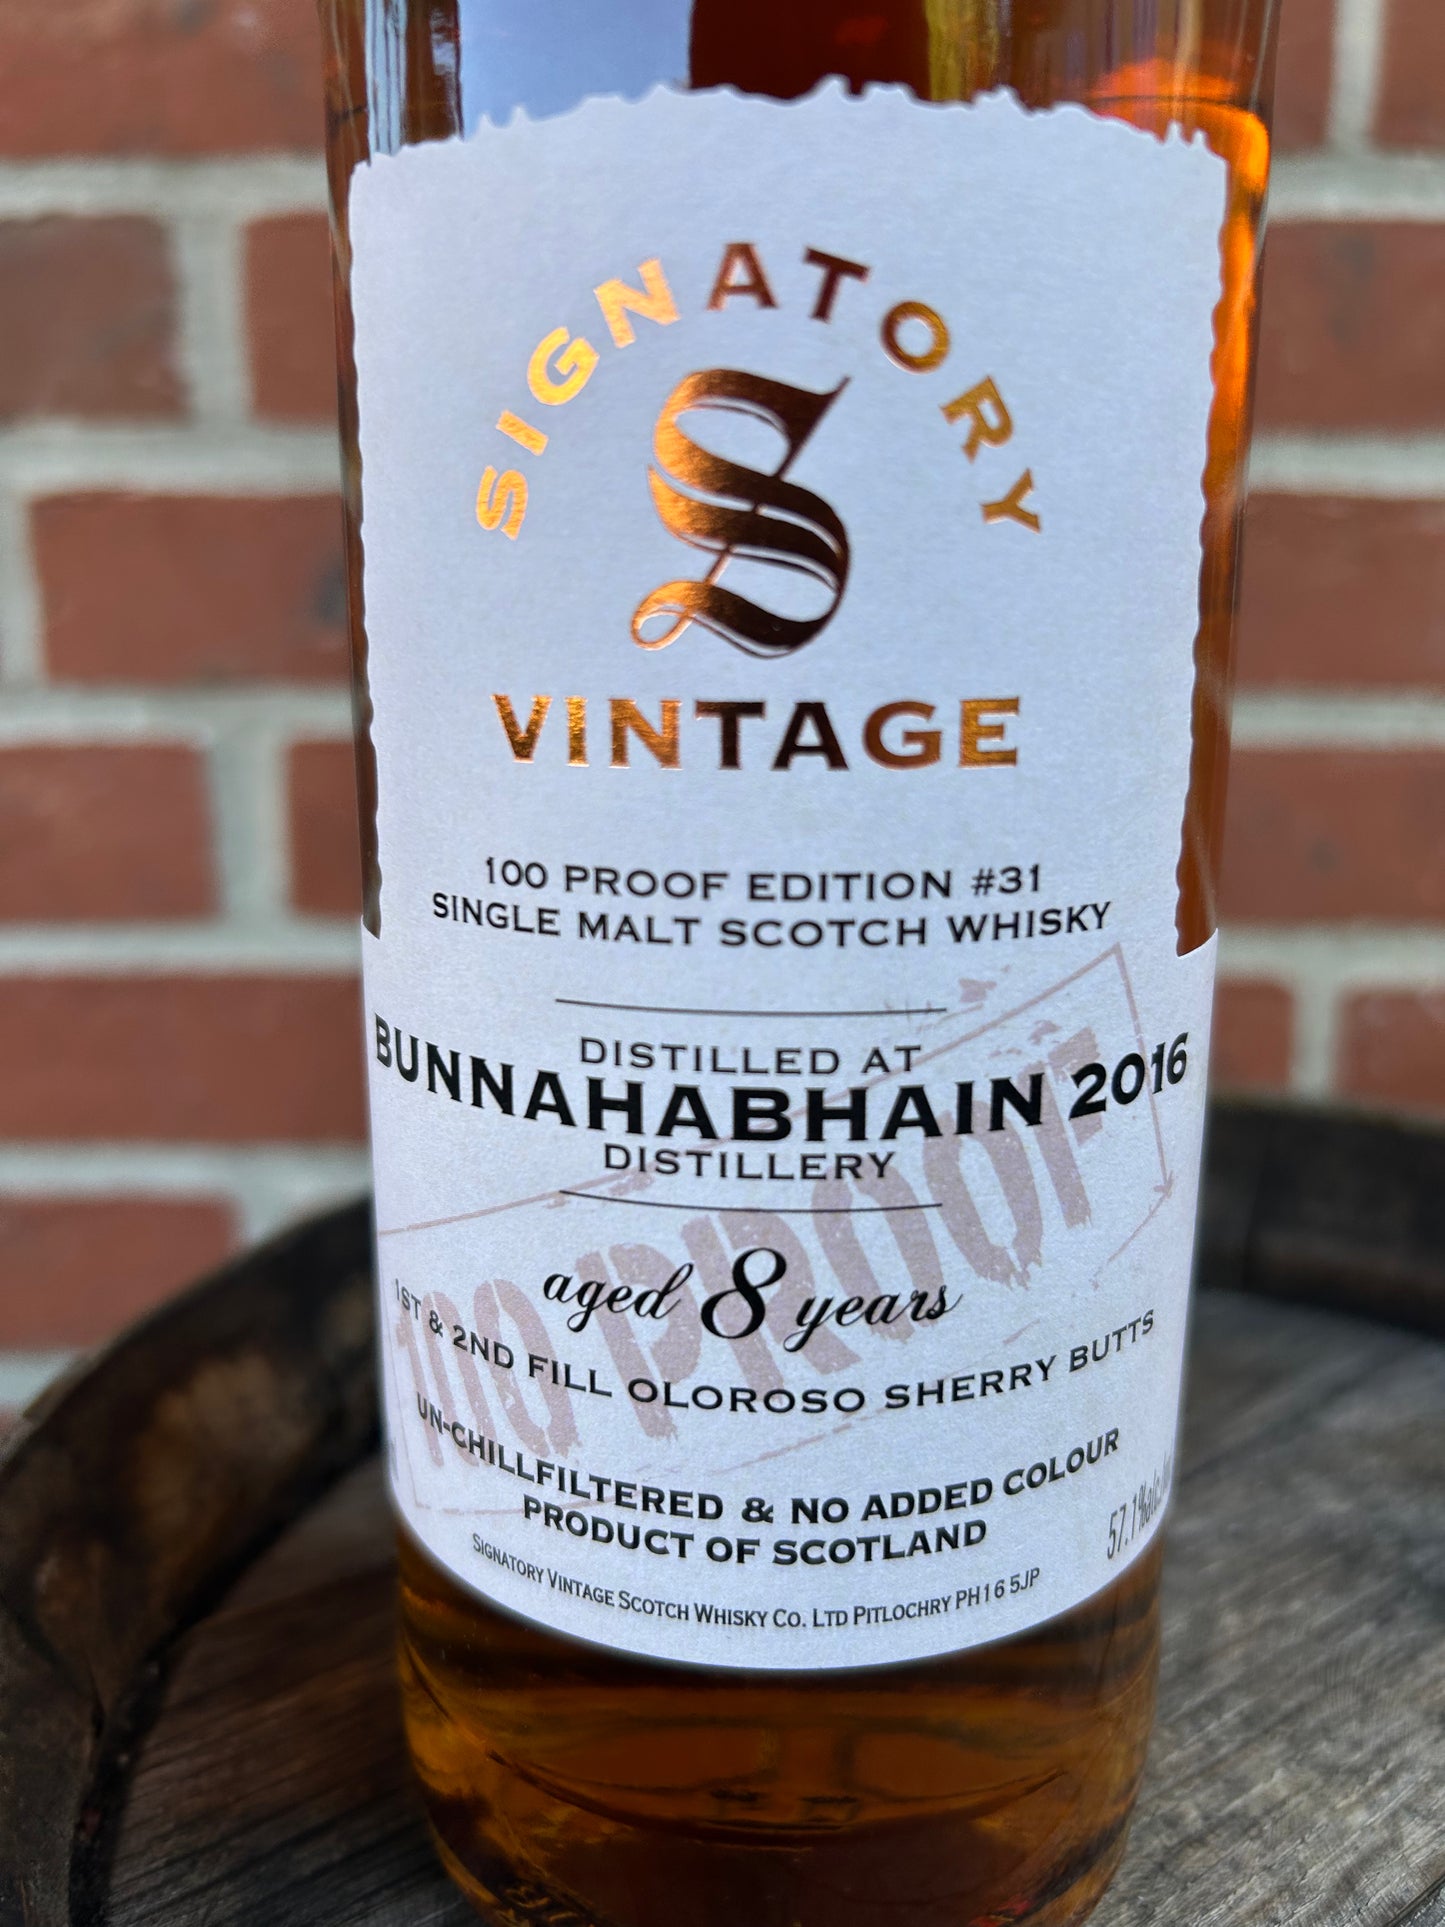 SIGNATORY
S
VINTAGE
100 PROOF EDITION #31
SINGLE MALT SCOTCH WHISKY
DISTILLED AT
BUNNAHABHAIN 2016
DISTILLERY
aged 8 years
100 PROOF
1ST & 2ND FILL OLOROSO SHERRY BUTTS
UN-CHILLFILTERED & NO ADDED COLOUR
PRODUCT OF SCOTLAND
57.1%
SIGNATORY VINTAGE SCOTCH WHISKY CO. LTD PITLOCHRY PH16 5JP